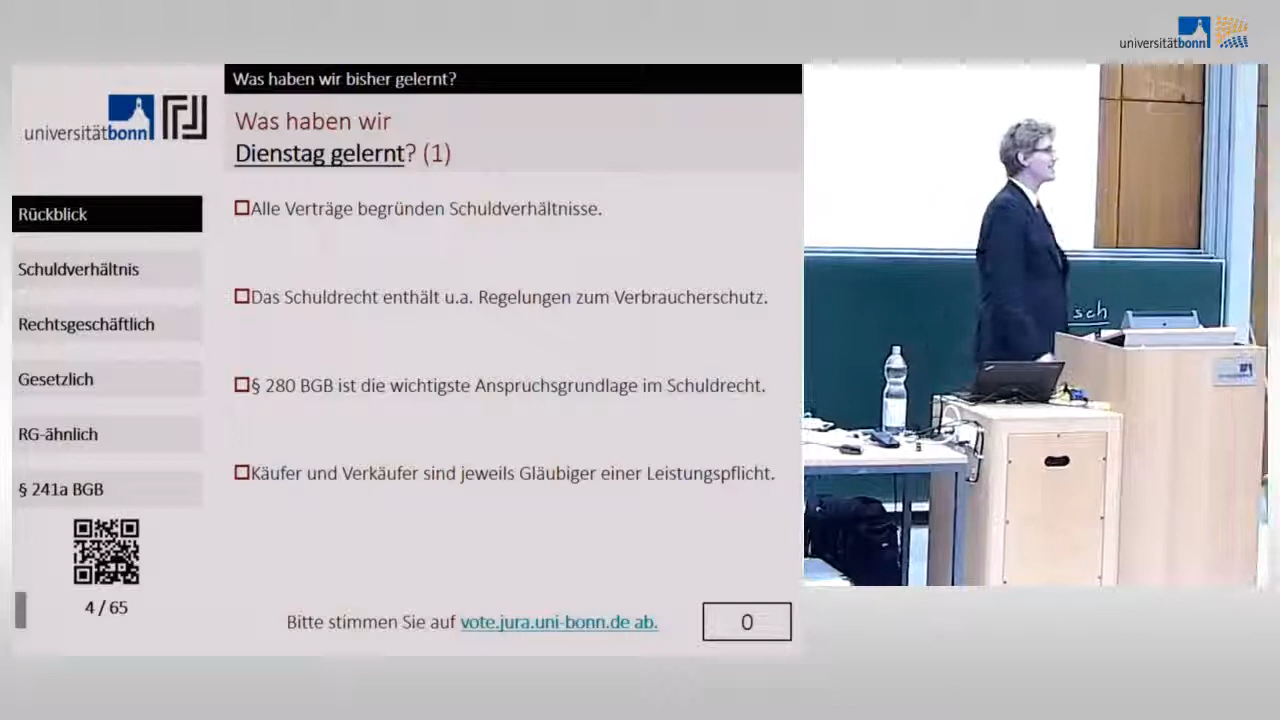 universitätbonn
Was haben wir bisher gelernt?
universitätbonn
Was haben wir
Dienstag gelernt? (1)
Rückblick
Schuldverhältnis
Rechtsgeschäftlich
Gesetzlich
RG-ähnlich
§ 241a BGB
4 / 65
Alle Verträge begründen Schuldverhältnisse.
Das Schuldrecht enthält u.a. Regelungen zum Verbraucherschutz.
§ 280 BGB ist die wichtigste Anspruchsgrundlage im Schuldrecht.
Käufer und Verkäufer sind jeweils Gläubiger einer Leistungspflicht.
Bitte stimmen Sie auf vote.jura.uni-bonn.de ab.
0
sch